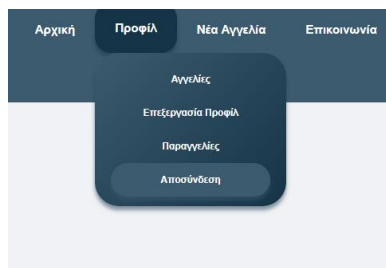 Αρχική Προφίλ Νέα Αγγελία Επικοινωνία
Αγγελίες
Επεξεργασία Προφίλ
Παραγγελίες
Αποσύνδεση